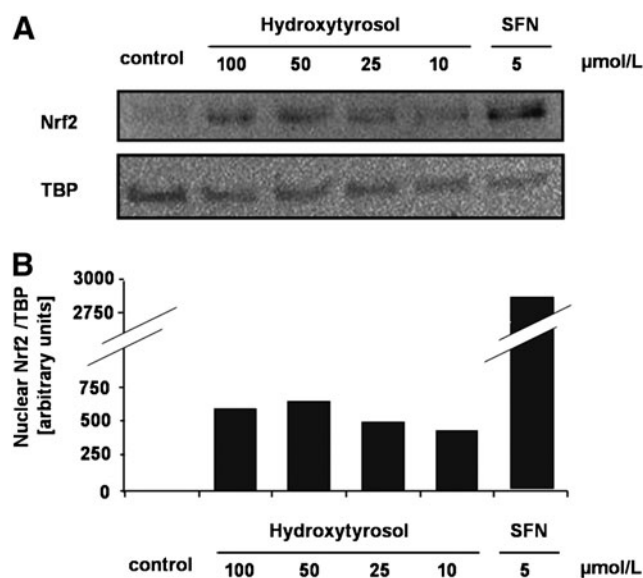 A
Hydroxytyrosol SFN
control 100 50 25 10 5 µmol/L
Nrf2
TBP
B
Nuclear Nrf2 /TBP
[arbitrary units]
3000
2750
750
500
250
0
Hydroxytyrosol SFN
control 100 50 25 10 5 µmol/L